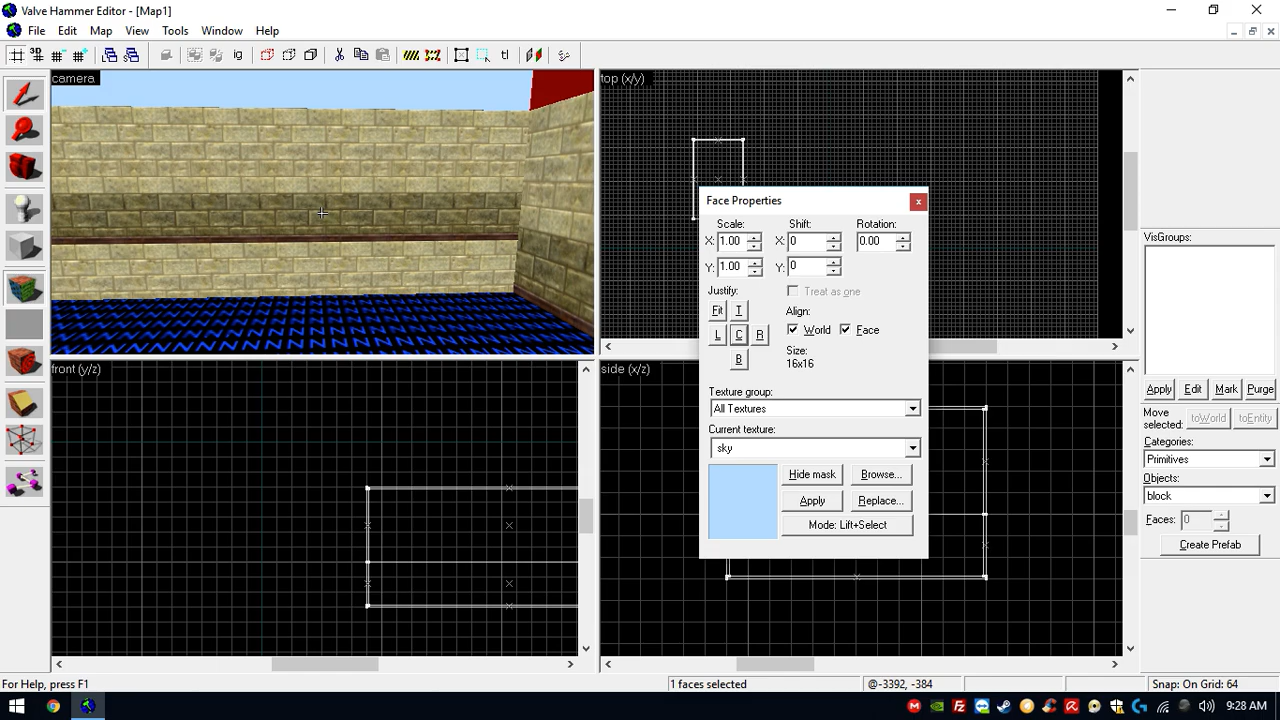 Valve Hammer Editor - [Map1]
File Edit Map View Tools Window Help
3D ig tl
camera
top (x/y)
front (y/z)
side (x/z)
Face Properties
x
Scale: Shift: Rotation:
X: 1.00 X: 0 0.00
Y: 1.00 Y: 0
Justify: Treat as one
Fit T Align:
L C R World Face
B Size:
16x16
Texture group:
All Textures
Current texture:
sky
Hide mask Browse...
Apply Replace...
Mode: Lift+Select
VisGroups:
Apply Edit Mark Purge
Move
selected: toWorld toEntity
Categories:
Primitives
Objects:
block
Faces: 0
Create Prefab
For Help, press F1
1 faces selected
@-3392, -384
Snap: On Grid: 64
9:28 AM